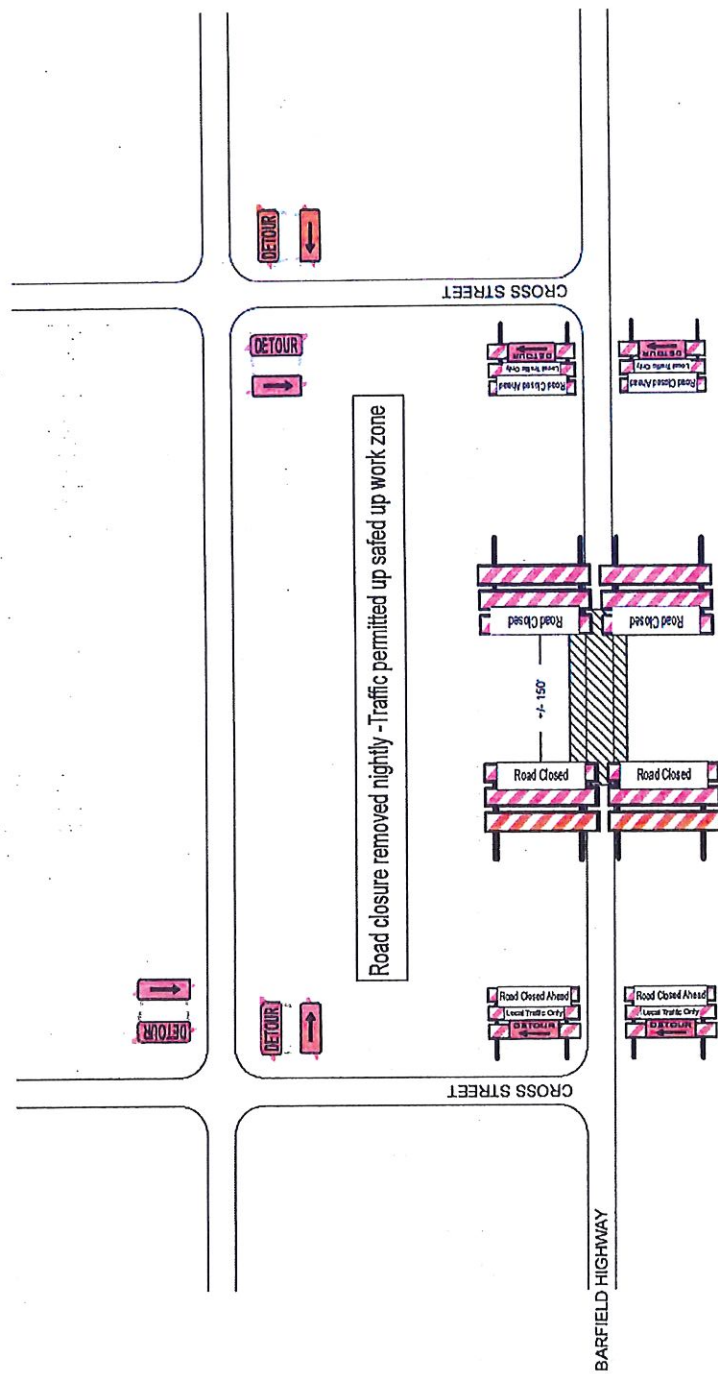 DETOUR
DETOUR
DETOUR
DETOUR
CROSS STREET
CROSS STREET
Road closure removed nightly -Traffic permitted up safed up work zone
Road Closed Ahead
Local Traffic Only
DETOUR
Road Closed Ahead
Local Traffic Only
DETOUR
Road Closed
Road Closed
+/- 150'
Road Closed
Road Closed
Road Closed Ahead
Local Traffic Only
DETOUR
Road Closed Ahead
Local Traffic Only
DETOUR
BARFIELD HIGHWAY